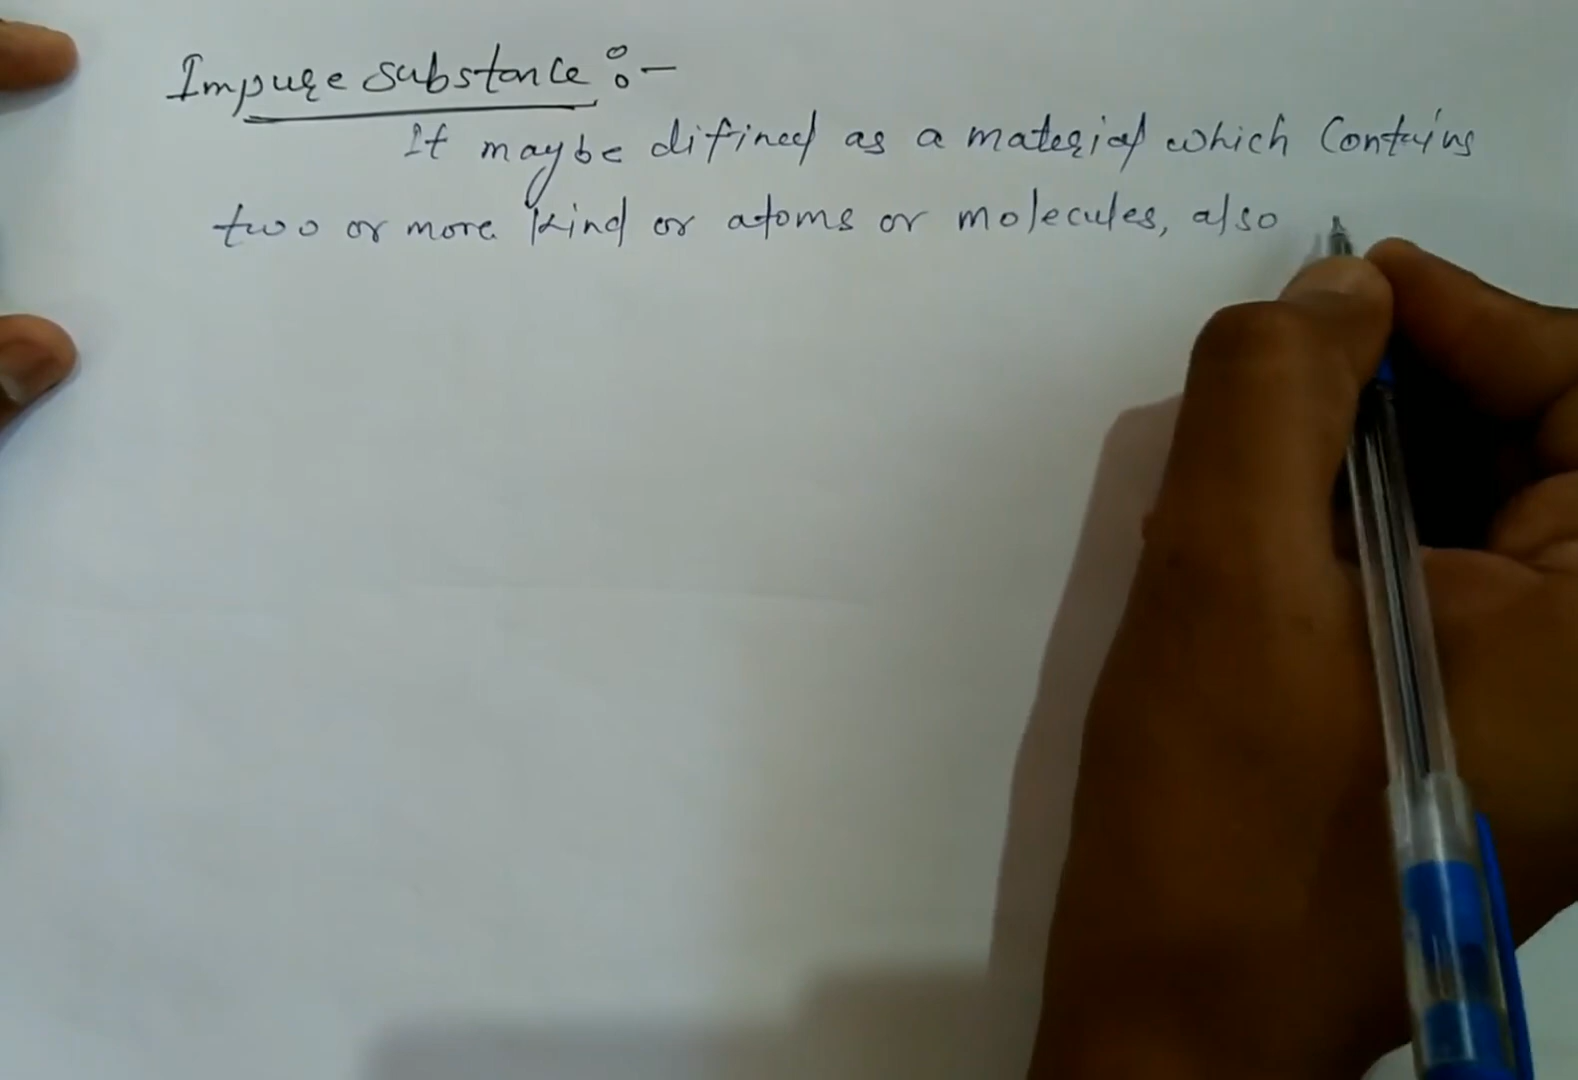 Impure substance :-
It maybe difined as a material which Contains
two or more kind or atoms or molecules, also